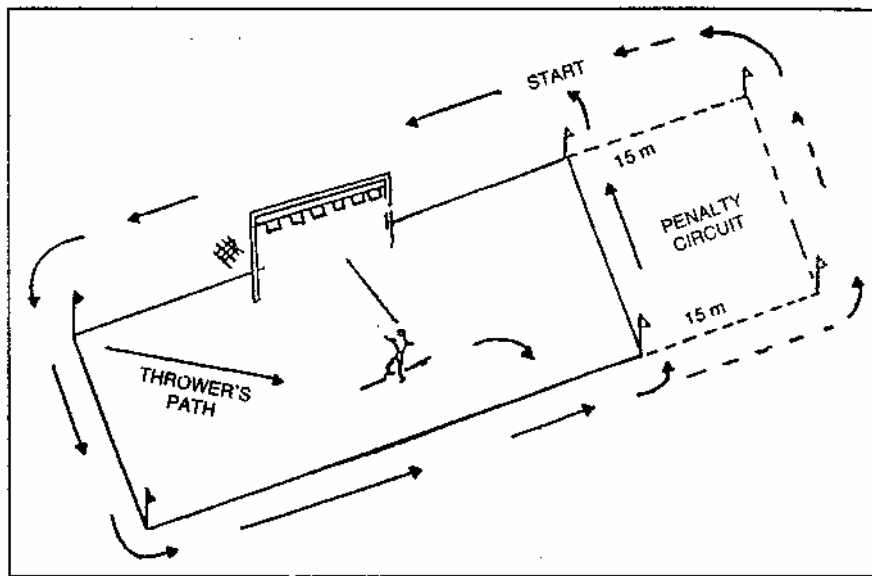 START
15 m
PENALTY
CIRCUIT
15 m
THROWER'S
PATH